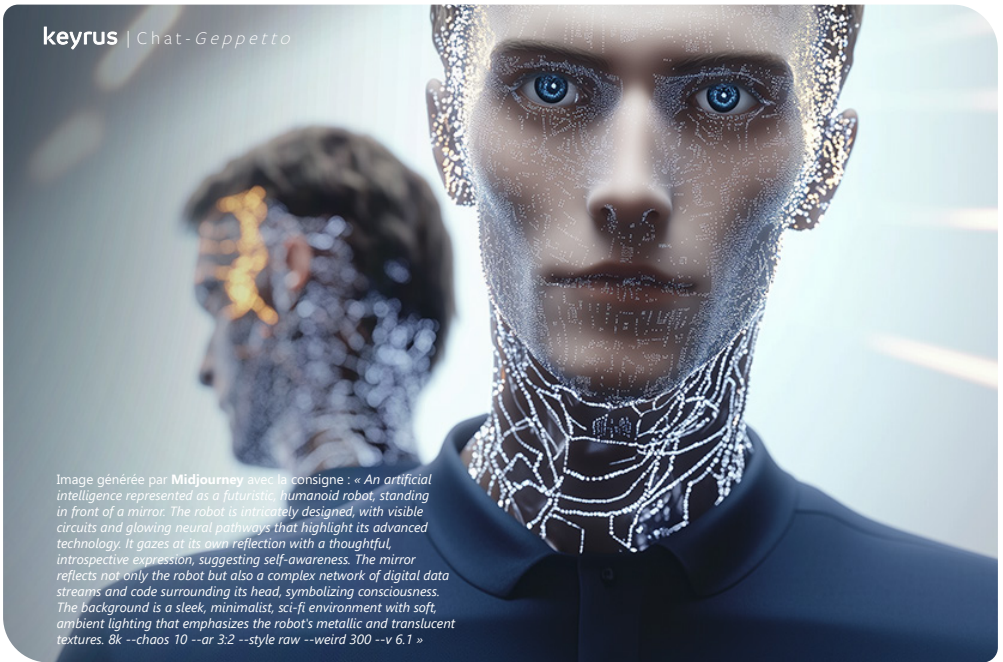 keyrus | Chat-Geppetto
Image générée par Midjourney avec la consigne : « An artificial
intelligence represented as a futuristic, humanoid robot, standing
in front of a mirror. The robot is intricately designed, with visible
circuits and glowing neural pathways that highlight its advanced
technology. It gazes at its own reflection with a thoughtful,
introspective expression, suggesting self-awareness. The mirror
reflects not only the robot but also a complex network of digital data
streams and code surrounding its head, symbolizing consciousness.
The background is a sleek, minimalist, sci-fi environment with soft,
ambient lighting that emphasizes the robot's metallic and translucent
textures. 8k --chaos 10 --ar 3:2 --style raw --weird 300 --v 6.1 »